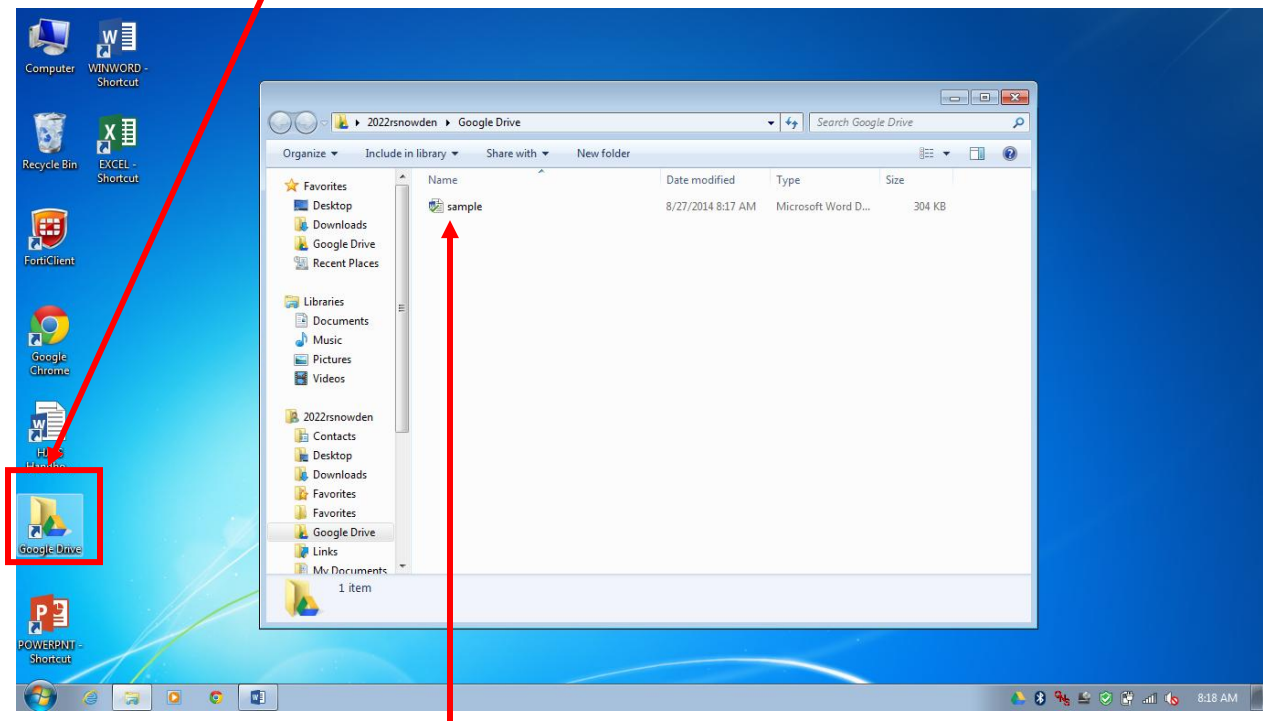 Computer
WINWORD -
Shortcut
Recycle Bin
EXCEL -
Shortcut
FortiClient
Google
Chrome
Google Drive
POWERPNT -
Shortcut
2022rsnowden
Google Drive
Search Google Drive
Organize
Include in library
Share with
New folder
Name
Date modified
Type
Size
sample
8/27/2014 8:17 AM
Microsoft Word D...
304 KB
Favorites
Desktop
Downloads
Google Drive
Recent Places
Libraries
Documents
Music
Pictures
Videos
2022rsnowden
Contacts
Desktop
Downloads
Favorites
Favorites
Google Drive
Links
My Documents
1 item
8:18 AM